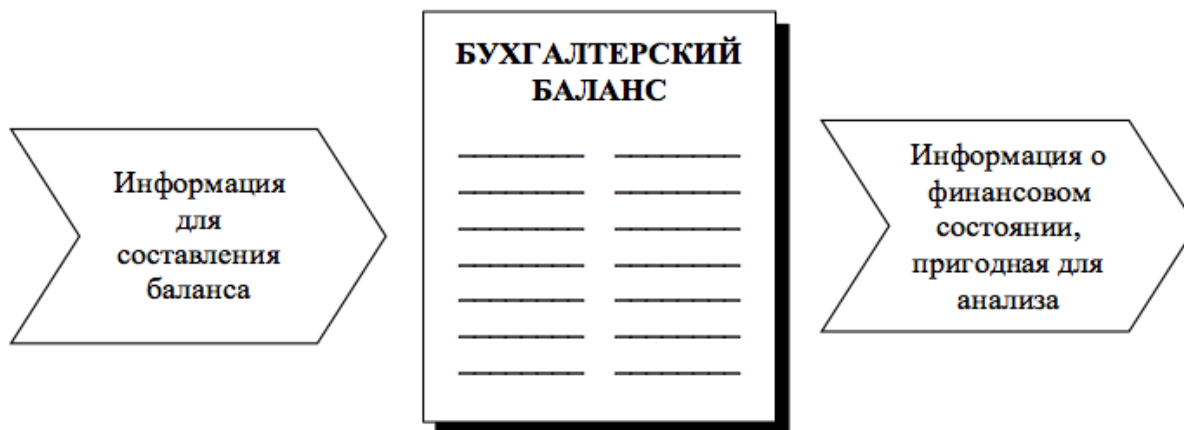 Информация
для
составления
баланса
БУХГАЛТЕРСКИЙ
БАЛАНС
Информация о
финансовом
состоянии,
пригодная для
анализа